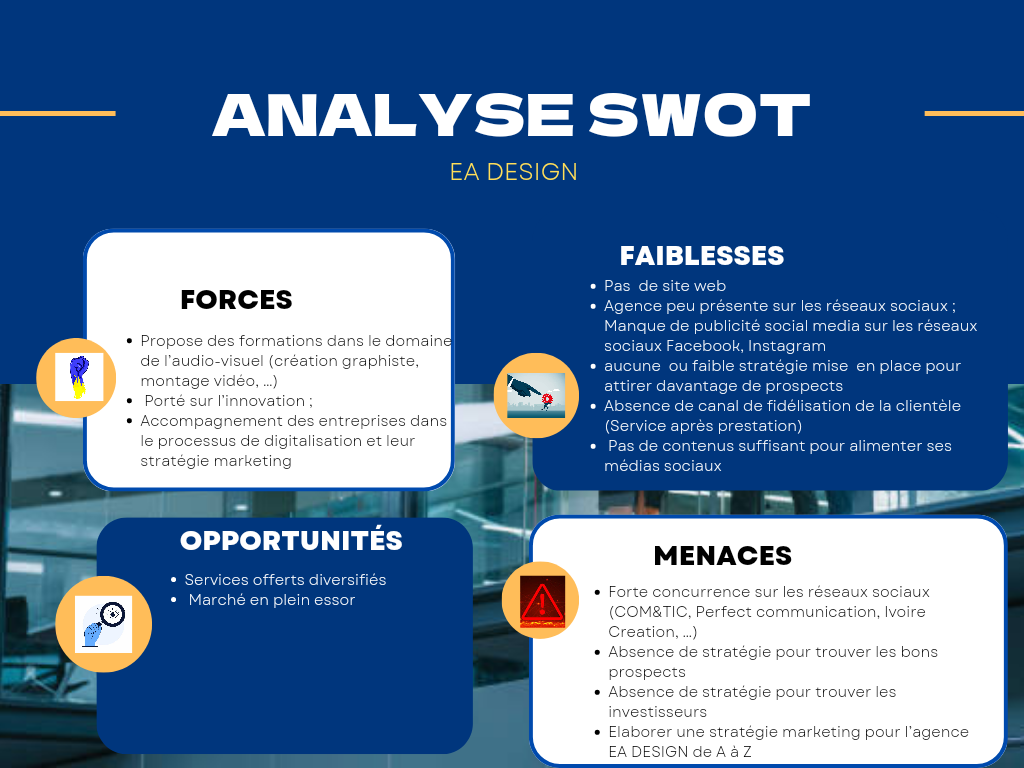 ANALYSE SWOT
EA DESIGN
FORCES
Propose des formations dans le domaine
de l'audio-visuel (création graphiste,
montage vidéo, ...)
Porté sur l'innovation ;
Accompagnement des entreprises dans
le processus de digitalisation et leur
stratégie marketing
FAIBLESSES
Pas de site web
Agence peu présente sur les réseaux sociaux ;
Manque de publicité social media sur les réseaux
sociaux Facebook, Instagram
aucune ou faible stratégie mise en place pour
attirer davantage de prospects
Absence de canal de fidélisation de la clientèle
(Service après prestation)
Pas de contenus suffisant pour alimenter ses
médias sociaux
OPPORTUNITÉS
Services offerts diversifiés
Marché en plein essor
MENACES
Forte concurrence sur les réseaux sociaux
(COM&TIC, Perfect communication, Ivoire
Creation, ...)
Absence de stratégie pour trouver les bons
prospects
Absence de stratégie pour trouver les
investisseurs
Elaborer une stratégie marketing pour l'agence
EA DESIGN de A à Z